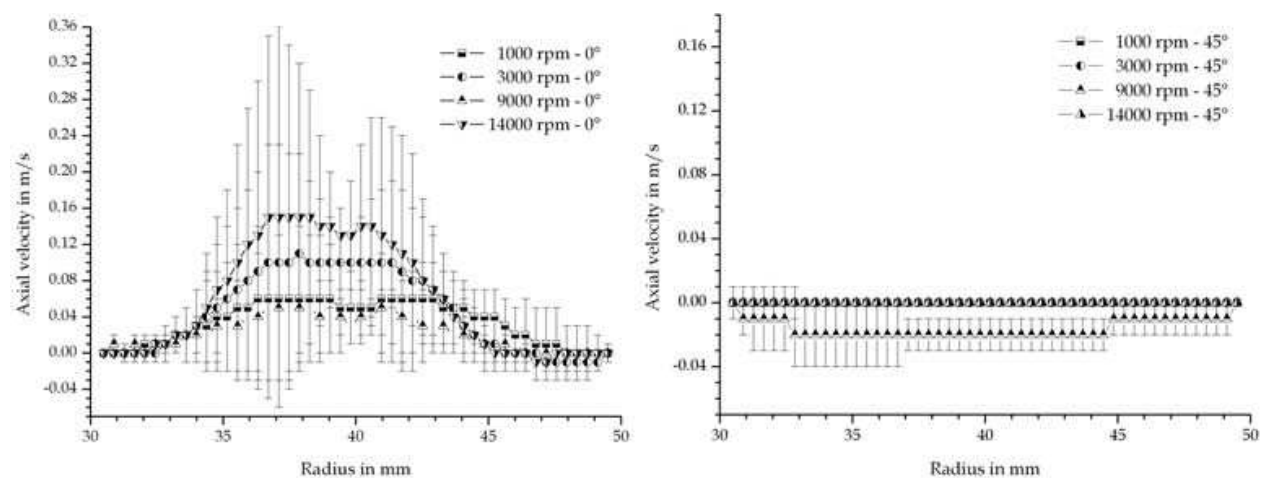 0.36
0.32
0.28
0.24
0.20
0.16
0.12
0.08
0.04
0.00
-0.04
Axial velocity in m/s
30 35 40 45 50
Radius in mm
1000 rpm - 0°
3000 rpm - 0°
9000 rpm - 0°
14000 rpm - 0°
0.16
0.12
0.08
0.04
0.00
-0.04
Axial velocity in m/s
30 35 40 45 50
Radius in mm
1000 rpm - 45°
3000 rpm - 45°
9000 rpm - 45°
14000 rpm - 45°